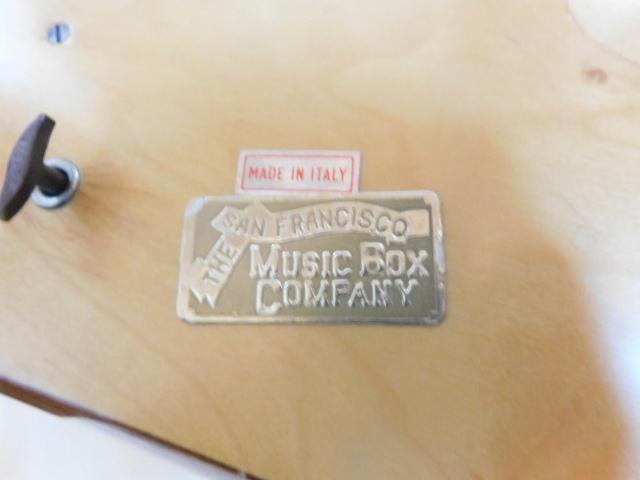 MADE IN ITALY
THE SAN FRANCISCO
MUSIC BOX
COMPANY